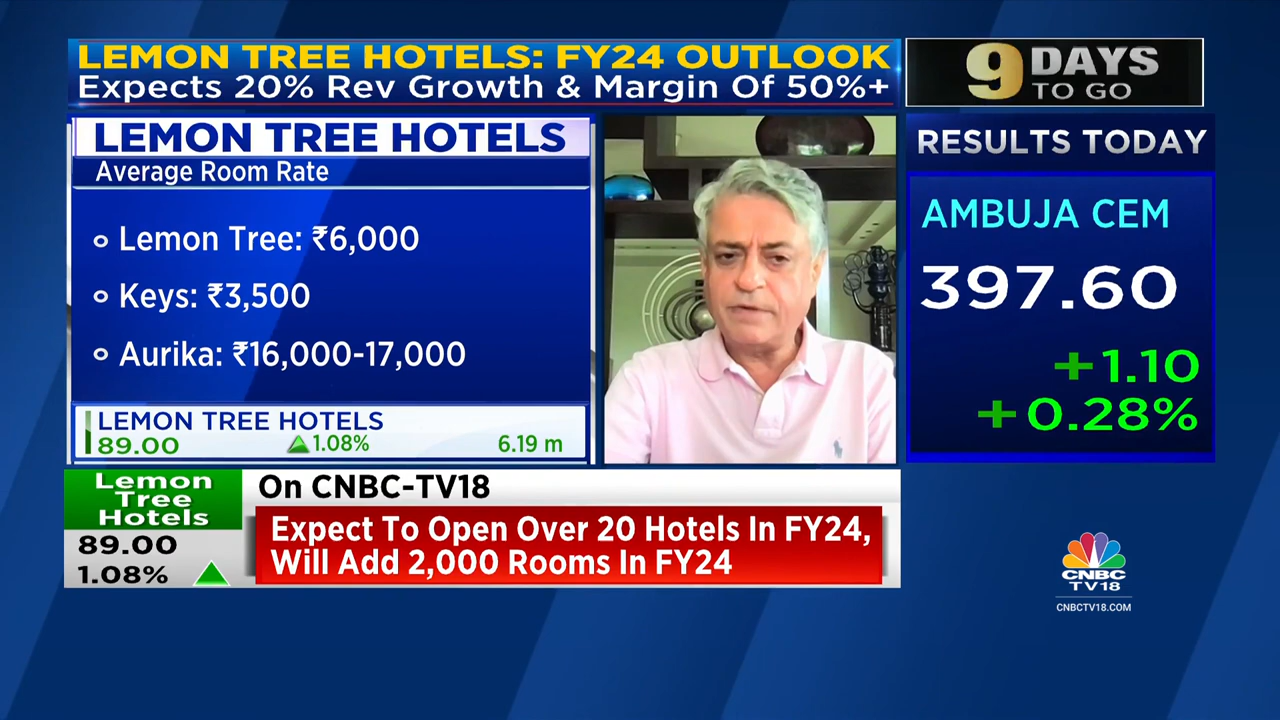 LEMON TREE HOTELS: FY24 OUTLOOK
Expects 20% Rev Growth & Margin Of 50%+
9 DAYS
TO GO
LEMON TREE HOTELS
Average Room Rate
Lemon Tree: ₹6,000
Keys: ₹3,500
Aurika: ₹16,000-17,000
LEMON TREE HOTELS
89.00 1.08% 6.19 m
RESULTS TODAY
AMBUJA CEM
397.60
+1.10
+0.28%
Lemon
Tree
Hotels
89.00
1.08%
On CNBC-TV18
Expect To Open Over 20 Hotels In FY24,
Will Add 2,000 Rooms In FY24
CNBC
TV18
CNBCTV18.COM